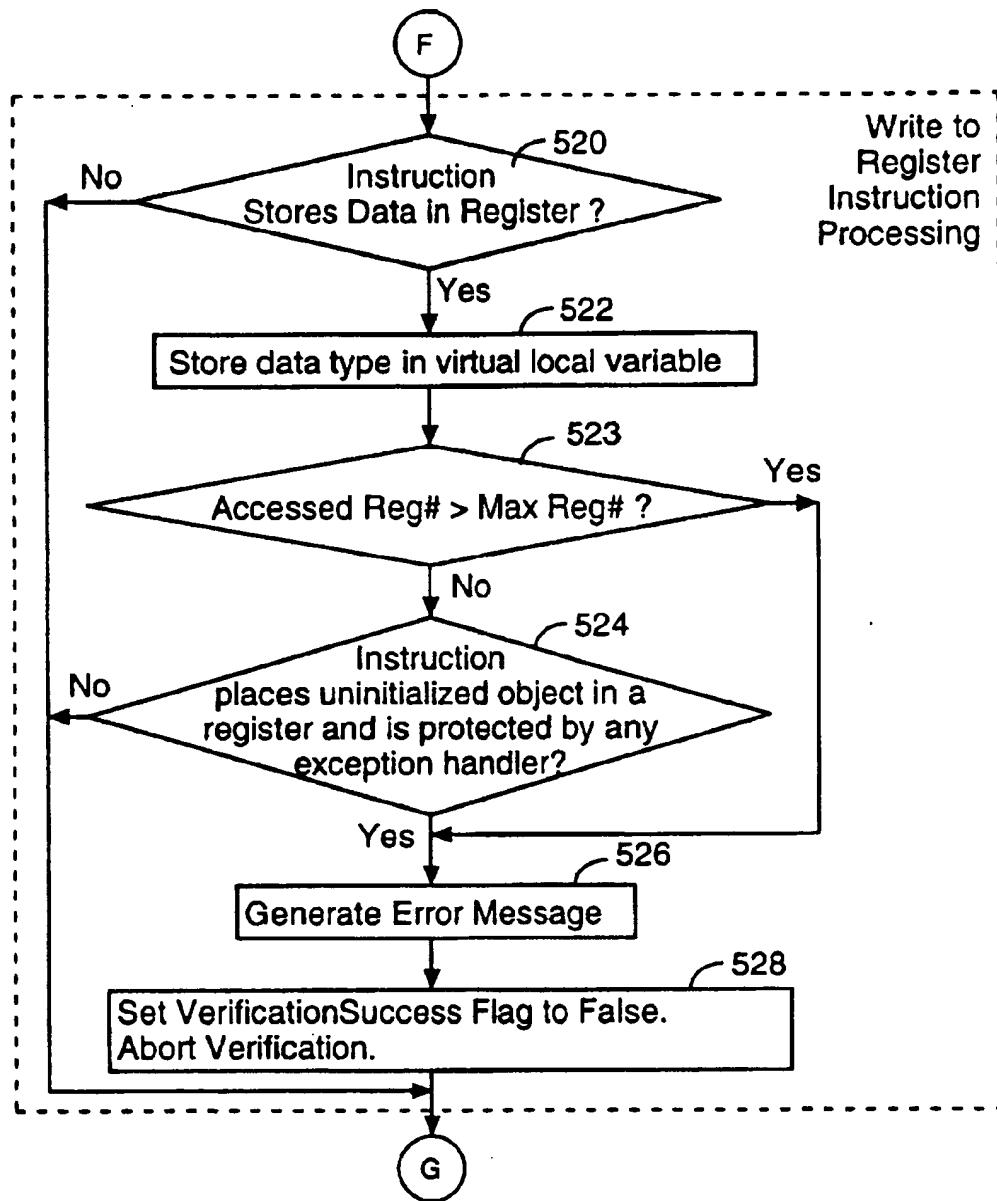 F
Write to
Register
Instruction
Processing
520
No
Instruction
Stores Data in Register ?
Yes
522
Store data type in virtual local variable
523
Yes
Accessed Reg# > Max Reg# ?
No
524
Instruction
No
places uninitialized object in a
register and is protected by any
exception handler?
Yes
526
Generate Error Message
528
Set VerificationSuccess Flag to False.
Abort Verification.
G